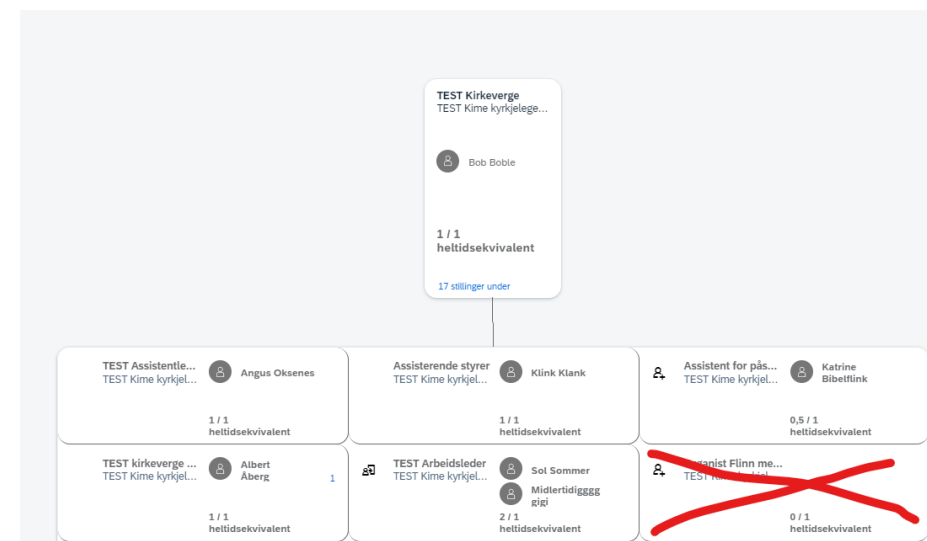 TEST Kirkeverge
TEST Kime kyrkjelege...
Bob Boble
1 / 1
heltidsekvivalent
17 stillinger under
TEST Assistentle...
TEST Kime kyrkjel...
Angus Oksenes
1 / 1
heltidsekvivalent
Assisterende styrer
TEST Kime kyrkjel...
Klink Klank
1 / 1
heltidsekvivalent
Assistent for pås...
TEST Kime kyrkjel...
Katrine
Bibelflink
0,5 / 1
heltidsekvivalent
TEST kirkeverge ...
TEST Kime kyrkjel...
Albert
Åberg
1
1 / 1
heltidsekvivalent
TEST Arbeidsleder
TEST Kime kyrkjel...
Sol Sommer
Midlertidigggg
gigi
2 / 1
heltidsekvivalent
Flinn me...
TEST
0 / 1
heltidsekvivalent